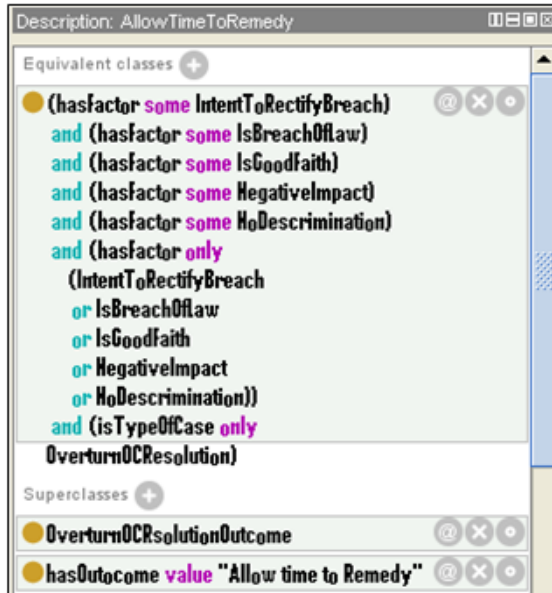 Description: AllowTimeToRemedy
Equivalent classes
(hasFactor some IntentToRectifyBreach)
and (hasFactor some IsBreachOflaw)
and (hasFactor some IsGoodFaith)
and (hasFactor some NegativeImpact)
and (hasFactor some NoDescrimination)
and (hasFactor only
(IntentToRectifyBreach
or IsBreachOflaw
or IsGoodFaith
or NegativeImpact
or NoDescrimination))
and (isTypeOfCase only
OverturnOCResolution)
Superclasses
OverturnOCRsolutionOutcome
hasOutocome value "Allow time to Remedy"